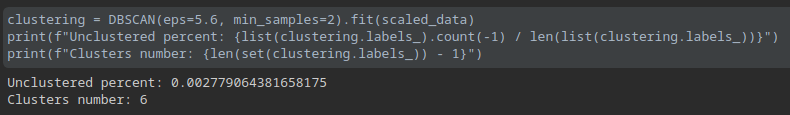 clustering = DBSCAN(eps=5.6, min_samples=2).fit(scaled_data)
print(f"Unclustered percent: {list(clustering.labels_).count(-1) / len(list(clustering.labels_))}")
print(f"Clusters number: {len(set(clustering.labels_)) - 1}")
Unclustered percent: 0.002779064381658175
Clusters number: 6